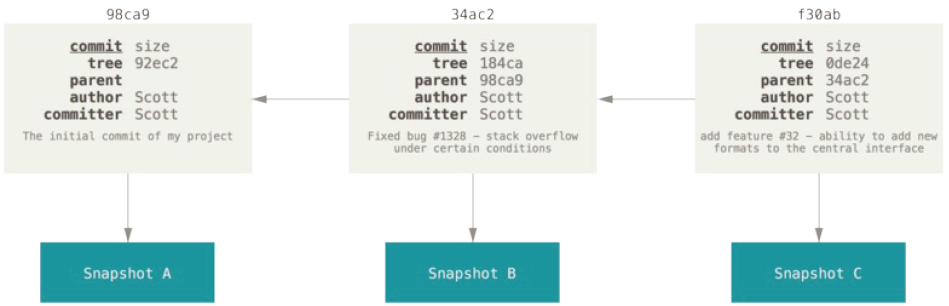 98ca9
commit size
tree 92ec2
parent
author Scott
committer Scott
The initial commit of my project
Snapshot A
34ac2
commit size
tree 184ca
parent 98ca9
author Scott
committer Scott
Fixed bug #1328 – stack overflow
under certain conditions
Snapshot B
f30ab
commit size
tree 0de24
parent 34ac2
author Scott
committer Scott
add feature #32 – ability to add new
formats to the central interface
Snapshot C